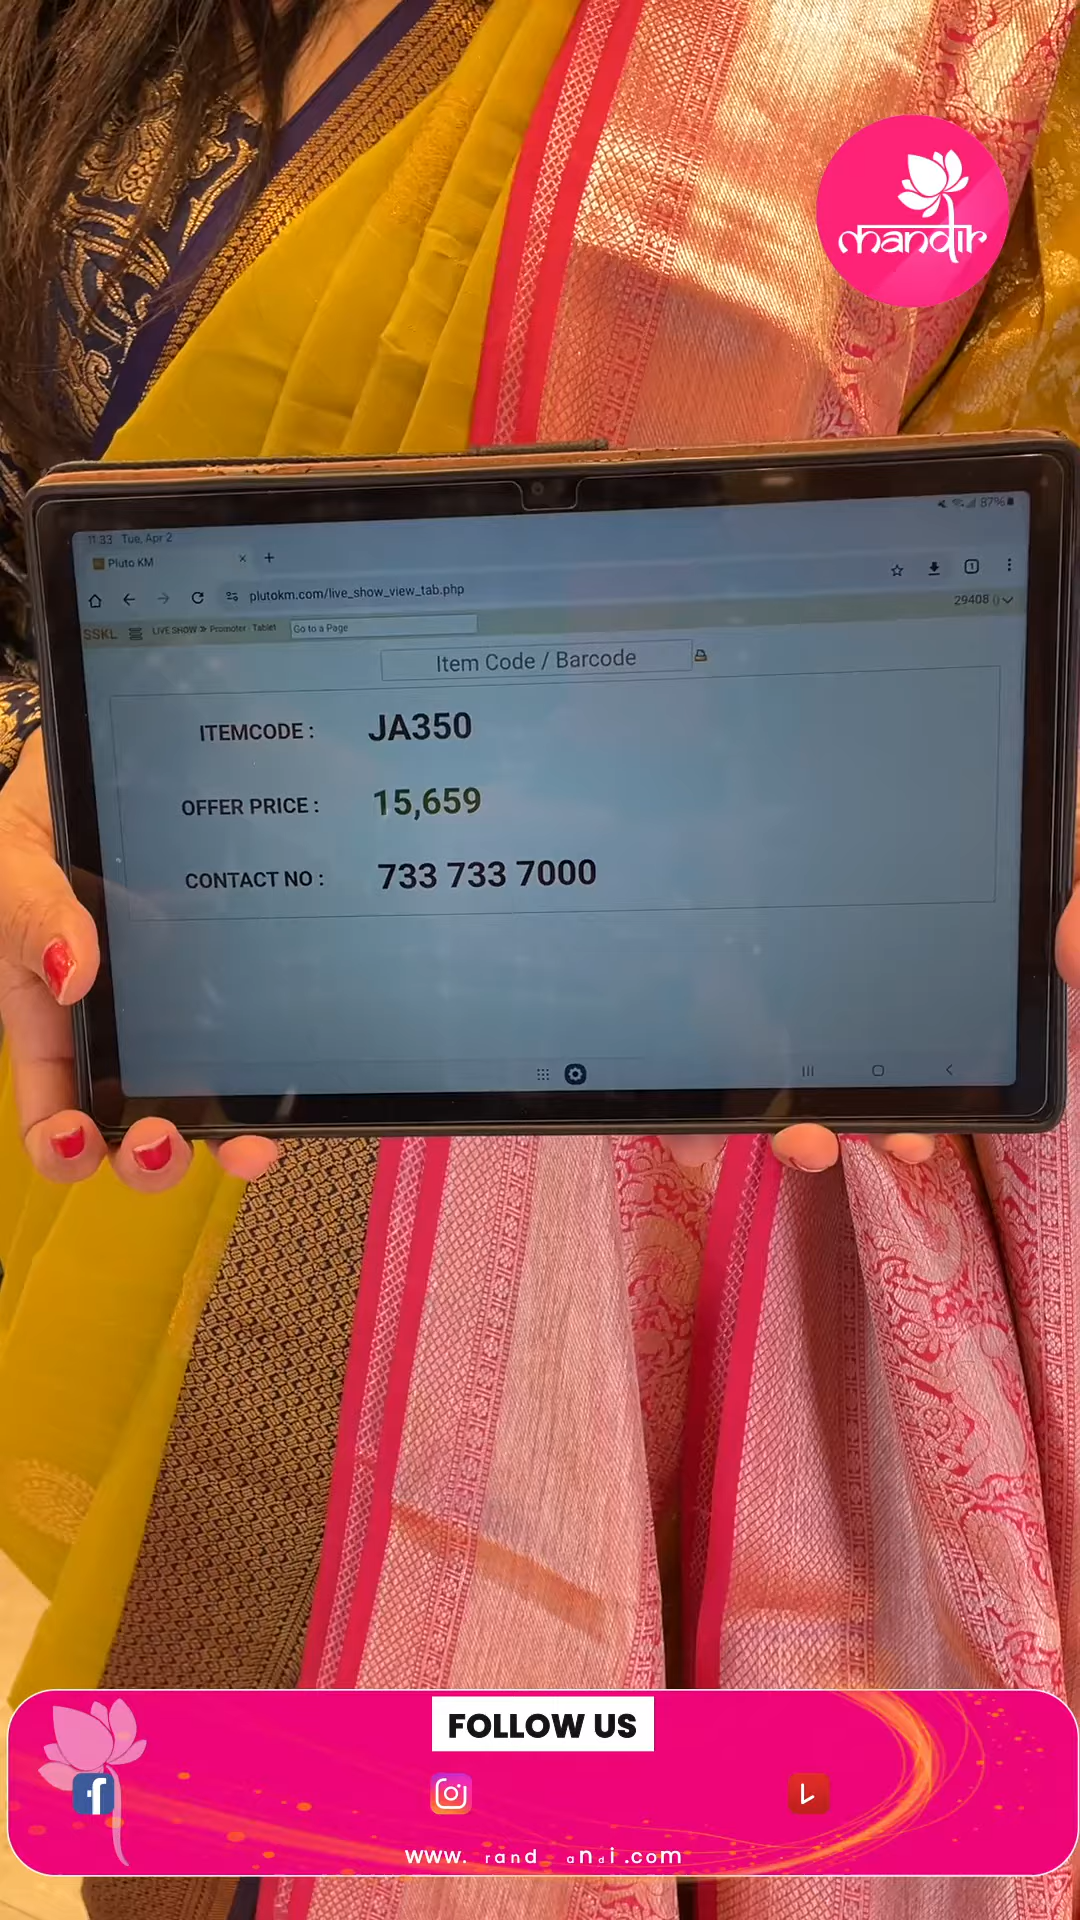 mandir
11:33 Tue, Apr 2
87%
Pluto KM
plutokm.com/live_show_view_tab.php
29408 ()
SSKL
LIVE SHOW >> Promoter - Tablet
Go to a Page
Item Code / Barcode
ITEMCODE : JA350
OFFER PRICE : 15,659
CONTACT NO : 733 733 7000
FOLLOW US